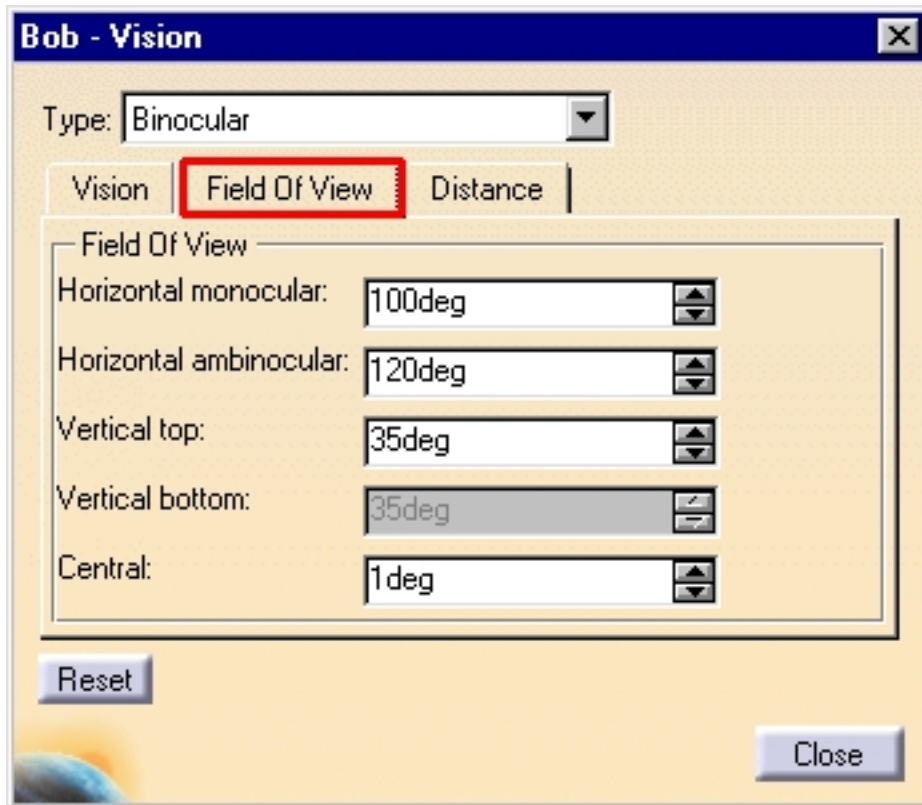 Bob - Vision
Type: Binocular
Vision Field Of View Distance
Field Of View
Horizontal monocular: 100deg
Horizontal ambinocular: 120deg
Vertical top: 35deg
Vertical bottom: 35deg
Central: 1deg
Reset
Close